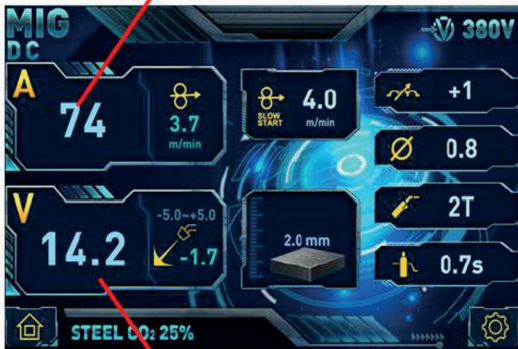 MIG
DC
380V
A
74
3.7
m/min
SLOW
START
4.0
m/min
+1
0.8
V
14.2
-5.0~+5.0
-1.7
2.0 mm
2T
0.7s
STEEL CO2 25%